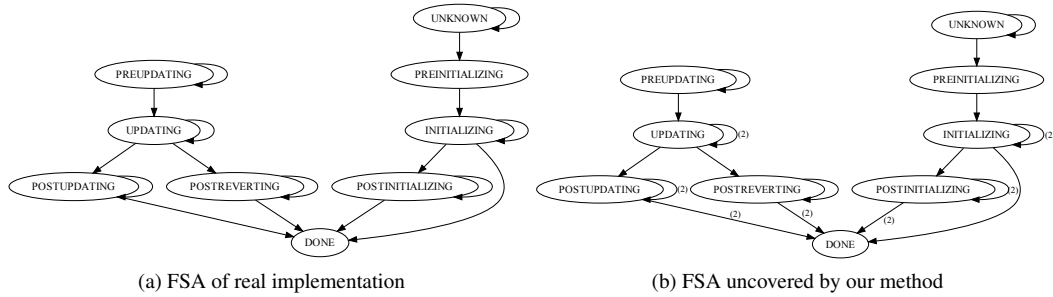 UNKNOWN
PREUPDATING
PREINITIALIZING
UPDATING
INITIALIZING
POSTUPDATING
POSTREVERTING
POSTINITIALIZING
DONE
(a) FSA of real implementation
UNKNOWN
PREUPDATING
PREINITIALIZING
UPDATING
(2)
INITIALIZING
(2
POSTUPDATING
(2)
POSTREVERTING
POSTINITIALIZING
(2)
(2)
(2)
(2)
DONE
(b) FSA uncovered by our method